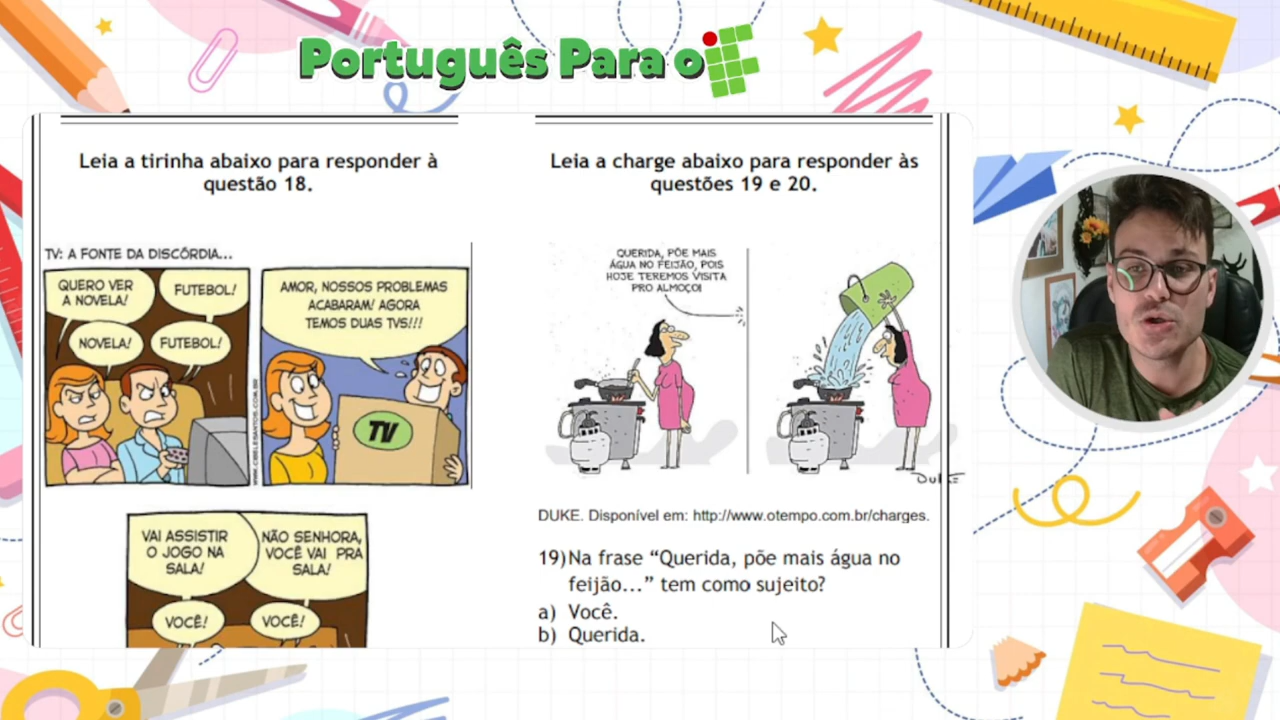 Português Para o
Leia a tirinha abaixo para responder à
questão 18.
TV: A FONTE DA DISCÓRDIA...
QUERO VER
A NOVELA!
FUTEBOL!
NOVELA!
FUTEBOL!
AMOR, NOSSOS PROBLEMAS
ACABARAM! AGORA
TEMOS DUAS TVS!!!
TV
VAI ASSISTIR
O JOGO NA
SALA!
NÃO SENHORA,
VOCÊ VAI PRA
SALA!
VOCÊ!
VOCÊ!
Leia a charge abaixo para responder às
questões 19 e 20.
QUERIDA, PÕE MAIS
ÁGUA NO FEIJÃO, POIS
HOJE TEREMOS VISITA
PRO ALMOÇO!
DUKE
DUKE. Disponível em: http://www.otempo.com.br/charges.
19)Na frase “Querida, põe mais água no
feijão...” tem como sujeito?
a) Você.
b) Querida.